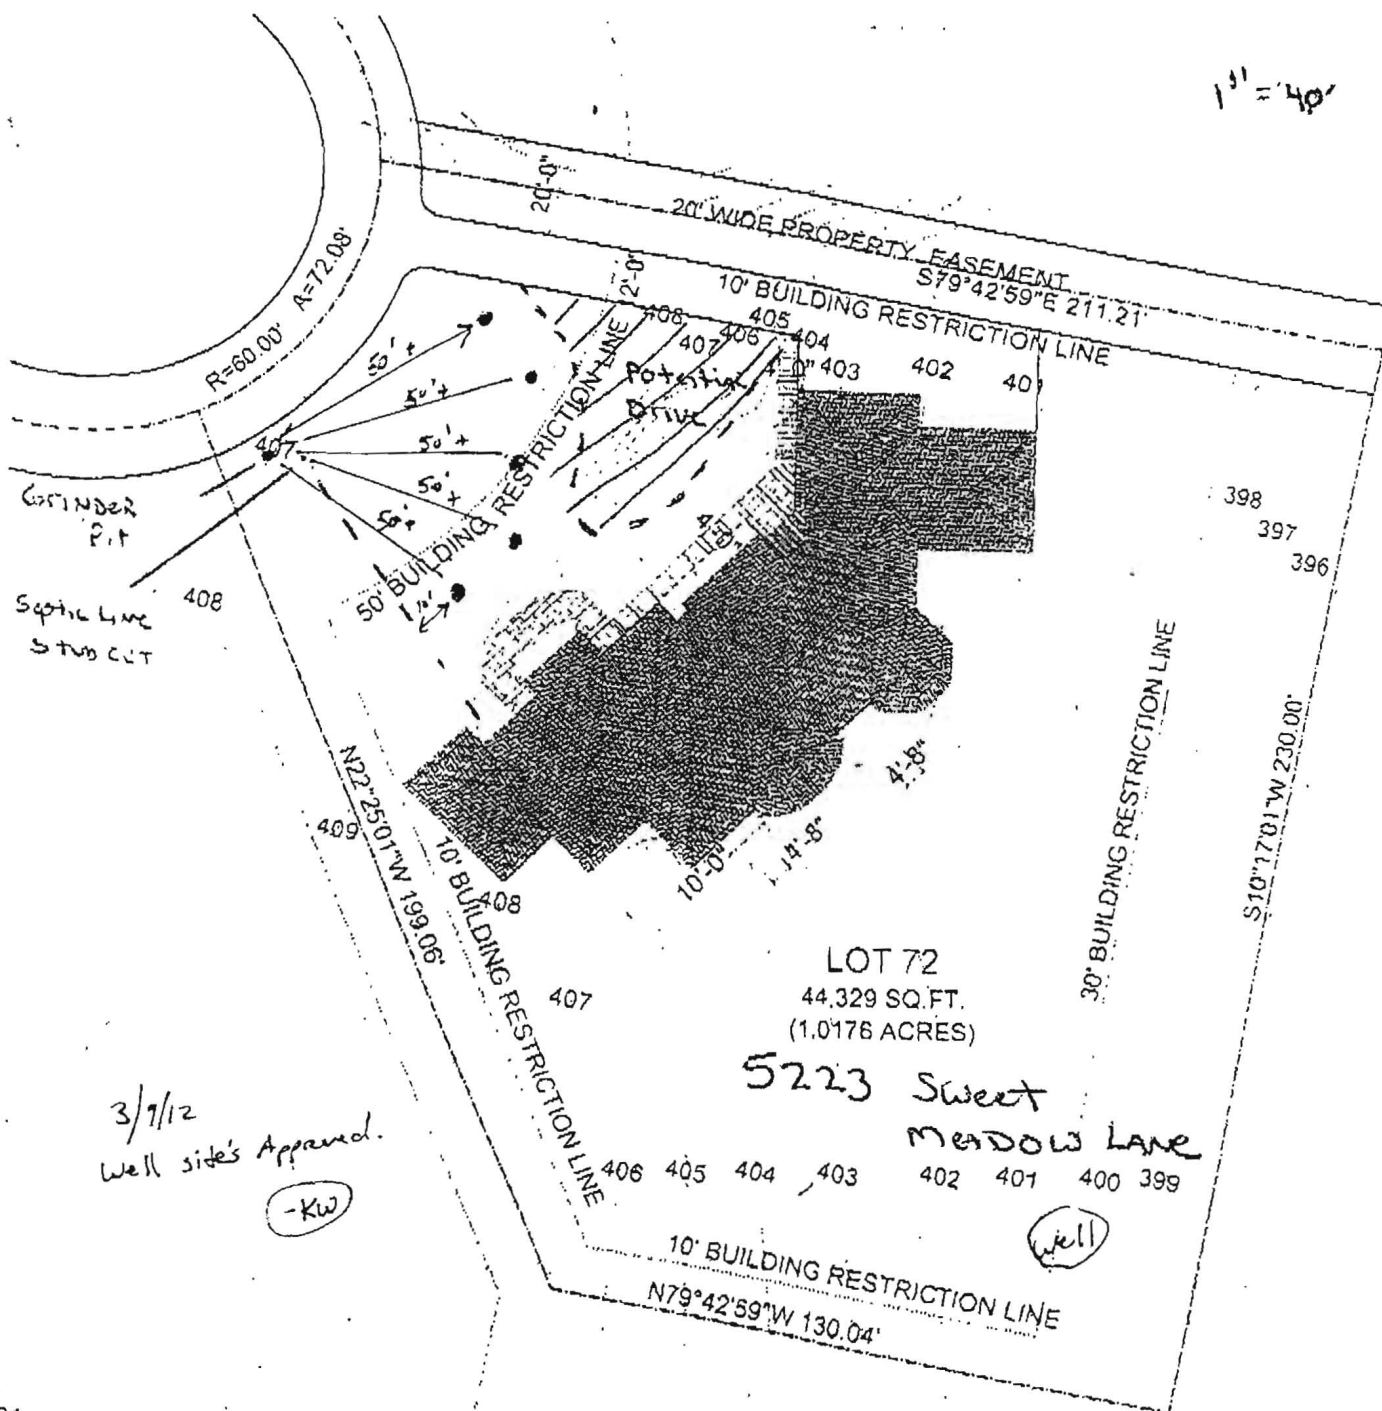 1" = 40'
20'-0"
20' WIDE PROPERTY EASEMENT
S79°42'59"E 211.21'
10' BUILDING RESTRICTION LINE
2'-0"
A=72.08'
R=60.00'
408
407
406
405
404
403
402
401
4'-0"
Potential
Drive
50'+
50'+
50'+
50'+
50'+
407
GRINDER
Pit
Septic Line
STUB OUT
408
50' BUILDING RESTRICTION LINE
10'
398
397
396
30' BUILDING RESTRICTION LINE
S10°17'01"W 230.00'
4'-8"
14'-8"
10'-0"
N22°25'01"W 199.06'
409
10' BUILDING RESTRICTION LINE
408
407
LOT 72
44,329 SQ.FT.
(1.0176 ACRES)
5223 Sweet
MEADOW LANE
3/9/12
Well site's Approved.
-KW
406 405 404 403 402 401 400 399
well
10' BUILDING RESTRICTION LINE
N79°42'59"W 130.04'